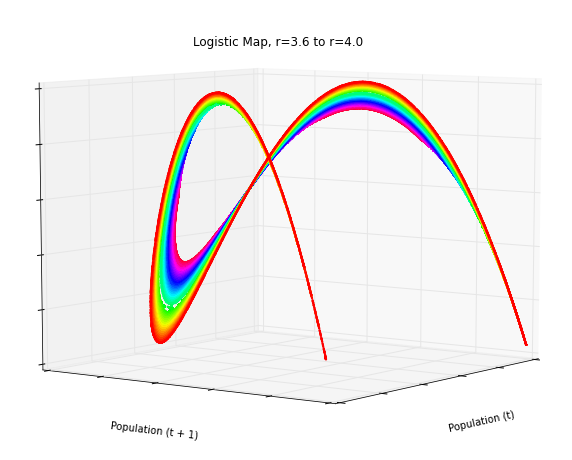 Logistic Map, r=3.6 to r=4.0
Population (t + 1)
Population (t)